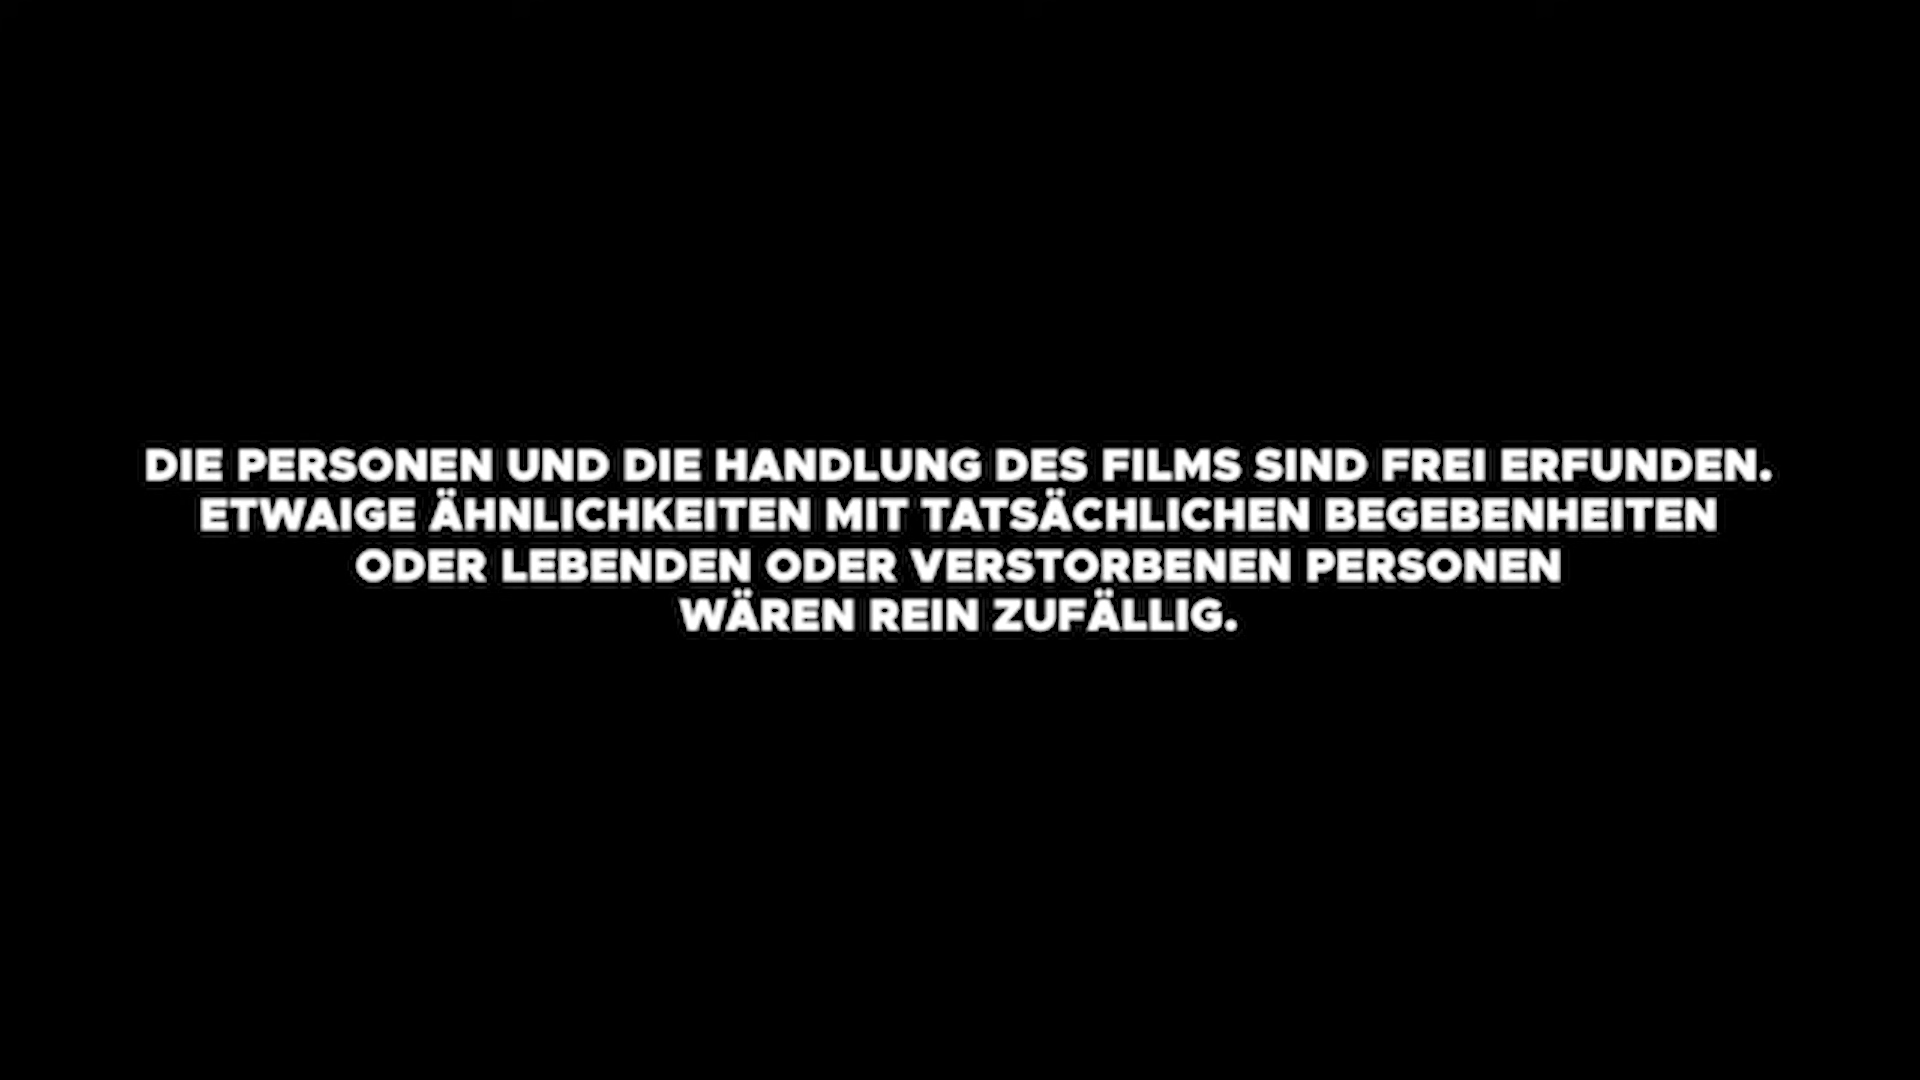 DIE PERSONEN UND DIE HANDLUNG DES FILMS SIND FREI ERFUNDEN.
ETWAIGE ÄHNLICHKEITEN MIT TATSÄCHLICHEN BEGEBENHEITEN
ODER LEBENDEN ODER VERSTORBENEN PERSONEN
WÄREN REIN ZUFÄLLIG.